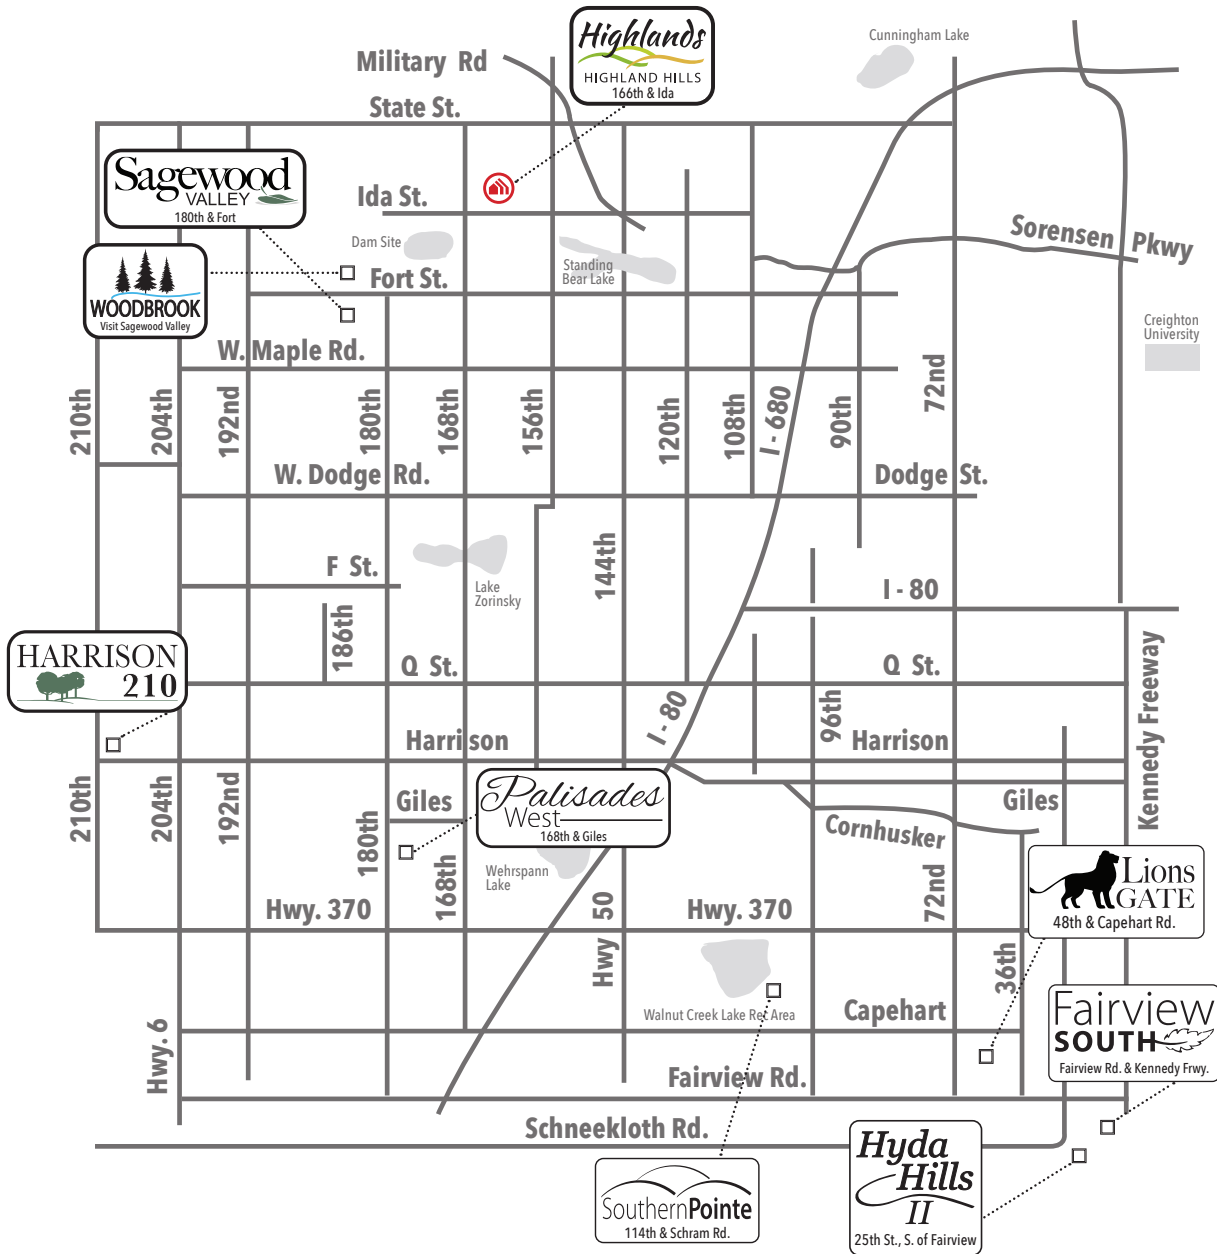 Highlands
HIGHLAND HILLS
166th & Ida
Cunningham Lake
Military Rd
State St.
Sagewood
VALLEY
180th & Fort
Ida St.
Dam Site
Standing
Bear Lake
Sorensen Pkwy
WOODBROOK
Visit Sagewood Valley
Fort St.
Creighton
University
W. Maple Rd.
210th
204th
192nd
180th
168th
156th
120th
108th
I - 680
90th
72nd
W. Dodge Rd.
Dodge St.
F St.
Lake
Zorinsky
144th
I - 80
186th
HARRISON
210
Q St.
Q St.
I - 80
96th
Kennedy Freeway
Harrison
Harrison
210th
204th
192nd
180th
Giles
168th
Palisades
West
168th & Giles
Giles
Cornhusker
Wehrspann
Lake
72nd
Lions
GATE
48th & Capehart Rd.
Hwy. 370
Hwy 50
Hwy. 370
36th
Walnut Creek Lake Rec Area
Capehart
Fairview
SOUTH
Fairview Rd. & Kennedy Frwy.
Hwy. 6
Fairview Rd.
Schneekloth Rd.
Hyda
Hills
II
25th St., S. of Fairview
SouthernPointe
114th & Schram Rd.